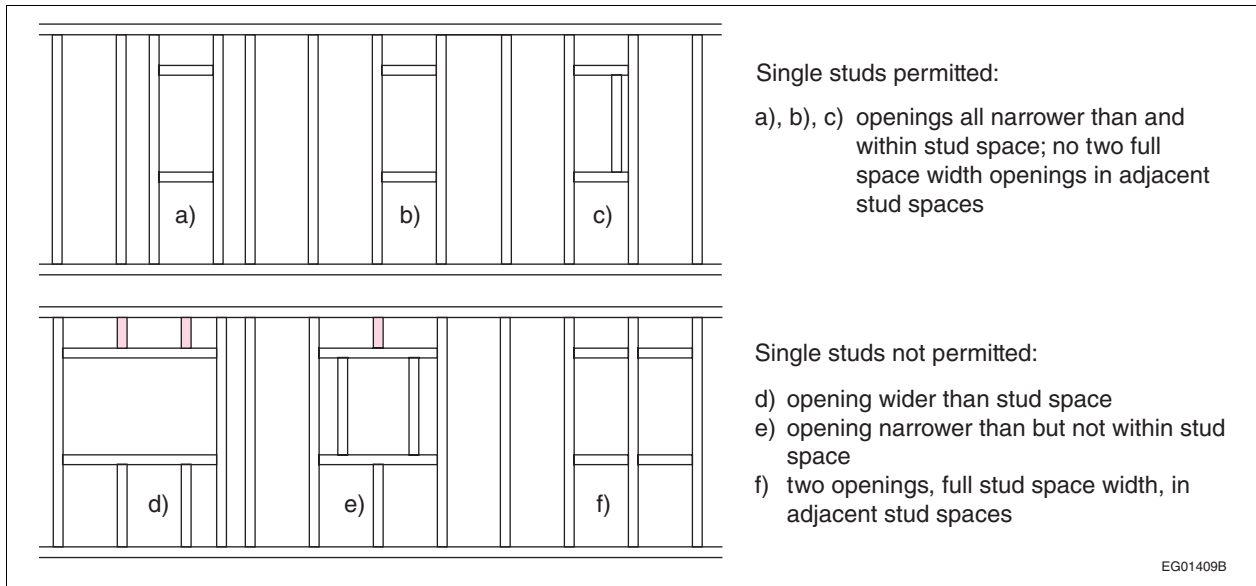 Single studs permitted:
a), b), c) openings all narrower than and
within stud space; no two full
space width openings in adjacent
stud spaces
a)
b)
c)
Single studs not permitted:
d) opening wider than stud space
e) opening narrower than but not within stud
space
f) two openings, full stud space width, in
adjacent stud spaces
d)
e)
f)
EG01409B